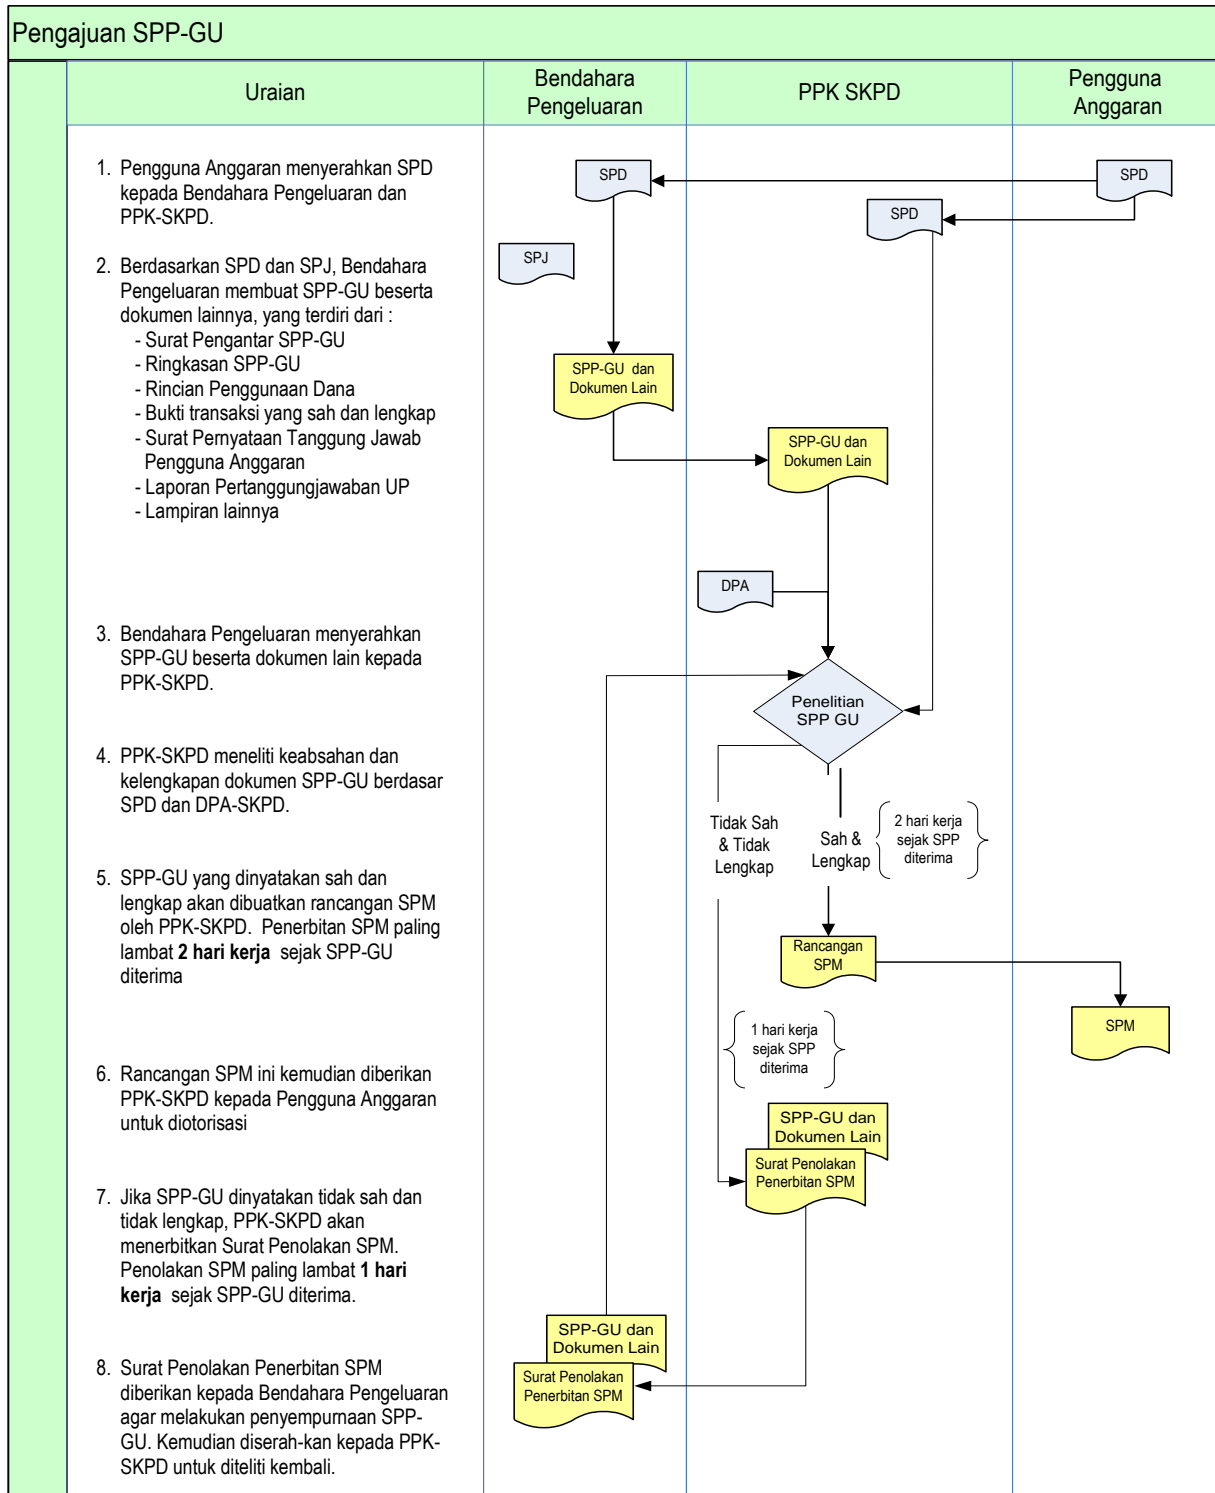 Pengajuan SPP-GU
Uraian
Bendahara
Pengeluaran
PPK SKPD
Pengguna
Anggaran
1. Pengguna Anggaran menyerahkan SPD
kepada Bendahara Pengeluaran dan
PPK-SKPD.
2. Berdasarkan SPD dan SPJ, Bendahara
Pengeluaran membuat SPP-GU beserta
dokumen lainnya, yang terdiri dari :
- Surat Pengantar SPP-GU
- Ringkasan SPP-GU
- Rincian Penggunaan Dana
- Bukti transaksi yang sah dan lengkap
- Surat Pernyataan Tanggung Jawab
Pengguna Anggaran
- Laporan Pertanggungjawaban UP
- Lampiran lainnya
3. Bendahara Pengeluaran menyerahkan
SPP-GU beserta dokumen lain kepada
PPK-SKPD.
4. PPK-SKPD meneliti keabsahan dan
kelengkapan dokumen SPP-GU berdasar
SPD dan DPA-SKPD.
5. SPP-GU yang dinyatakan sah dan
lengkap akan dibuatkan rancangan SPM
oleh PPK-SKPD. Penerbitan SPM paling
lambat 2 hari kerja sejak SPP-GU
diterima
6. Rancangan SPM ini kemudian diberikan
PPK-SKPD kepada Pengguna Anggaran
untuk diotorisasi
7. Jika SPP-GU dinyatakan tidak sah dan
tidak lengkap, PPK-SKPD akan
menerbitkan Surat Penolakan SPM.
Penolakan SPM paling lambat 1 hari
kerja sejak SPP-GU diterima.
8. Surat Penolakan Penerbitan SPM
diberikan kepada Bendahara Pengeluaran
agar melakukan penyempurnaan SPP-
GU. Kemudian diserah-kan kepada PPK-
SKPD untuk diteliti kembali.
SPD
SPD
SPD
SPJ
SPP-GU dan
Dokumen Lain
SPP-GU dan
Dokumen Lain
DPA
Penelitian
SPP GU
Tidak Sah
& Tidak
Lengkap
Sah &
Lengkap
2 hari kerja
sejak SPP
diterima
Rancangan
SPM
SPM
1 hari kerja
sejak SPP
diterima
SPP-GU dan
Dokumen Lain
Surat Penolakan
Penerbitan SPM
SPP-GU dan
Dokumen Lain
Surat Penolakan
Penerbitan SPM